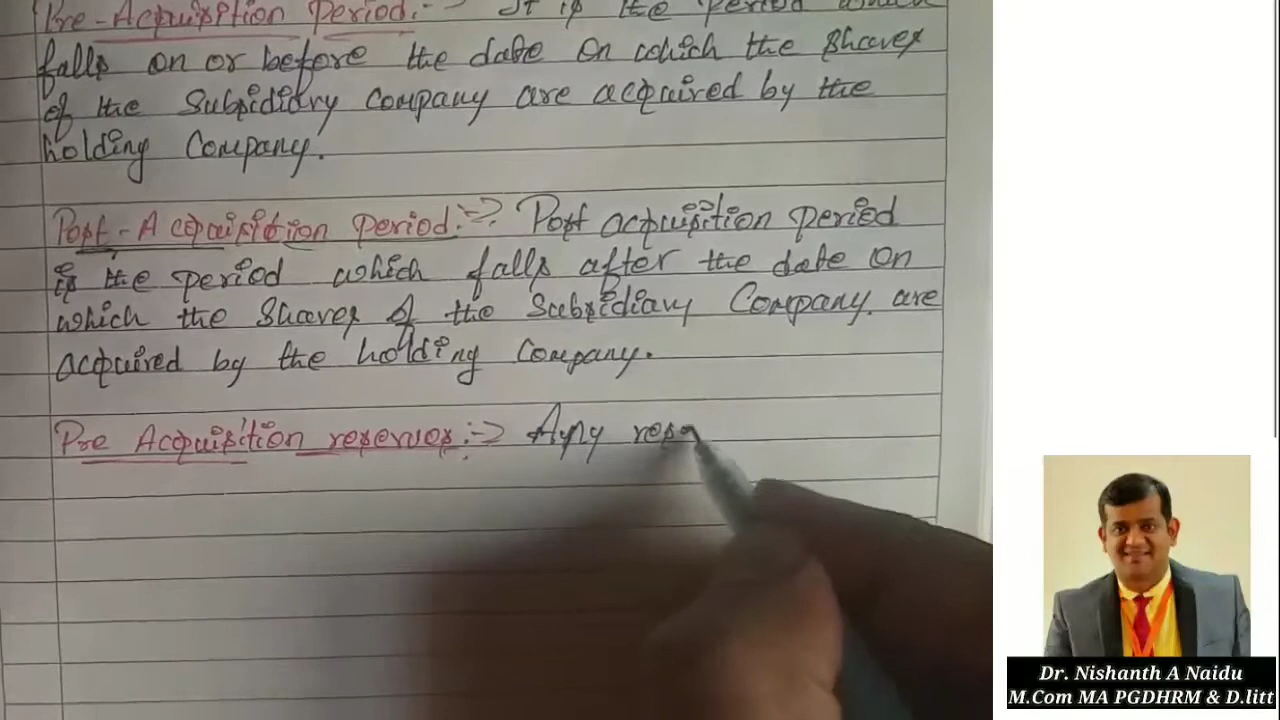 Pre-Acquisition Period:- It is the period which
falls on or before the date on which the shares
of the Subsidiary Company are acquired by the
holding Company.
Post-Acquisition period:-> Post acquisition period
is the period which falls after the date on
which the Shares of the Subsidiary Company are
acquired by the holding Company.
Pre Acquisition reserves:-> Any rese
Dr. Nishanth A Naidu
M.Com MA PGDHRM & D.litt